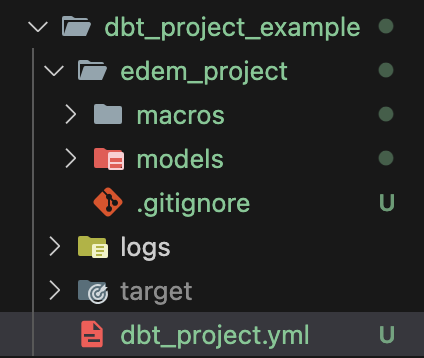 dbt_project_example
edem_project
macros
models
.gitignore U
logs
target
dbt_project.yml U